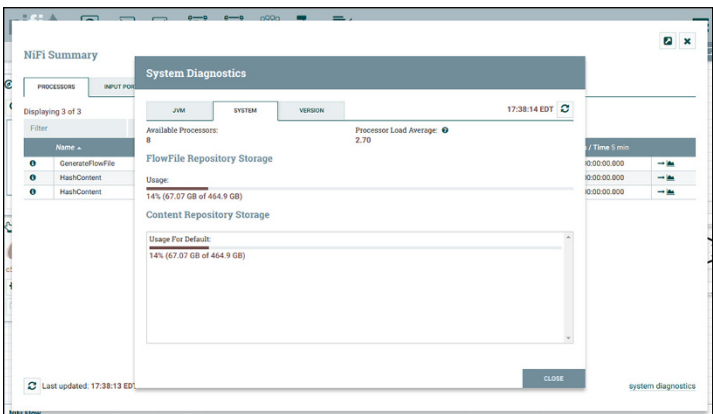 NiFi Summary
System Diagnostics
PROCESSORS
INPUT POR
JVM
SYSTEM
VERSION
17:38:14 EDT
Displaying 3 of 3
Filter
Available Processors:
8
Processor Load Average:
2.70
FlowFile Repository Storage
Usage:
14% (67.07 GB of 464.9 GB)
Content Repository Storage
Usage For Default:
14% (67.07 GB of 464.9 GB)
Name
/ Time 5 min
GenerateFlowFile
0:00:00.000
HashContent
0:00:00.000
HashContent
0:00:00.000
CLOSE
Last updated: 17:38:13 EDT
system diagnostics